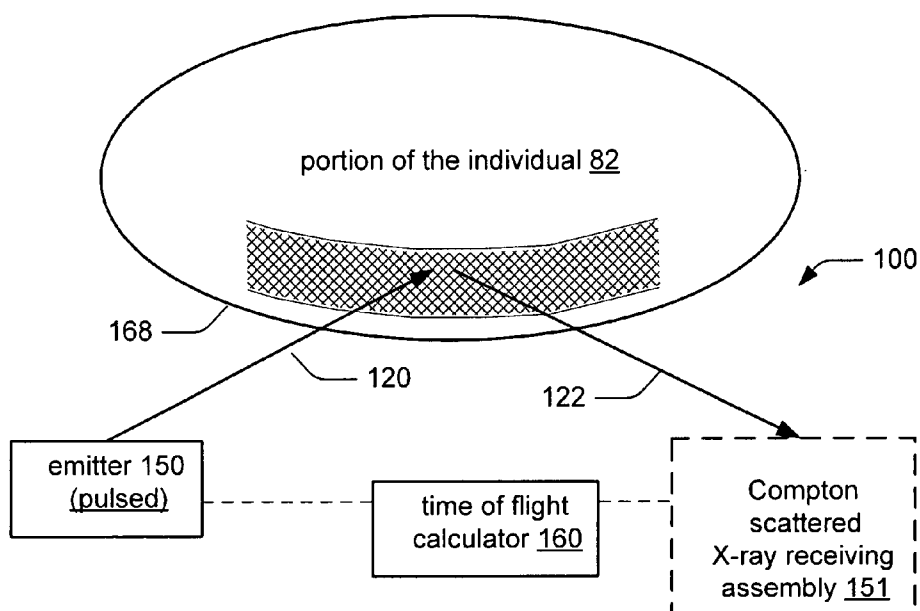 portion of the individual 82
100
168
120
122
emitter 150
(pulsed)
time of flight
calculator 160
Compton
scattered
X-ray receiving
assembly 151